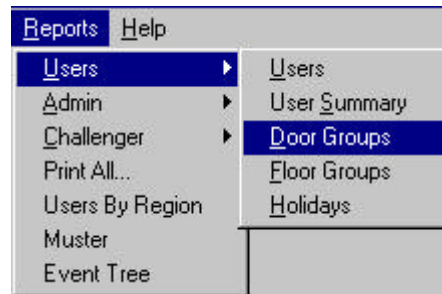 Reports Help
Users
Admin
Challenger
Print All...
Users By Region
Muster
Event Tree
Users
User Summary
Door Groups
Floor Groups
Holidays